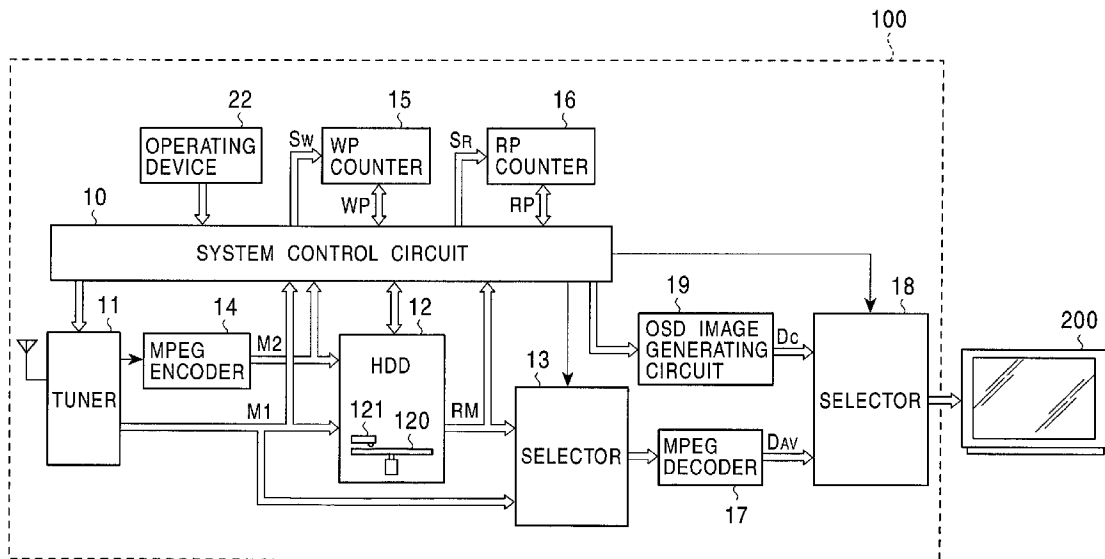 100
22
15
16
OPERATING
DEVICE
SW
WP
COUNTER
SR
RP
COUNTER
10
WP
RP
SYSTEM CONTROL CIRCUIT
11
14
12
19
18
200
MPEG
ENCODER
M2
HDD
13
OSD IMAGE
GENERATING
CIRCUIT
DC
TUNER
M1
121
120
RM
SELECTOR
SELECTOR
MPEG
DECODER
DAV
17